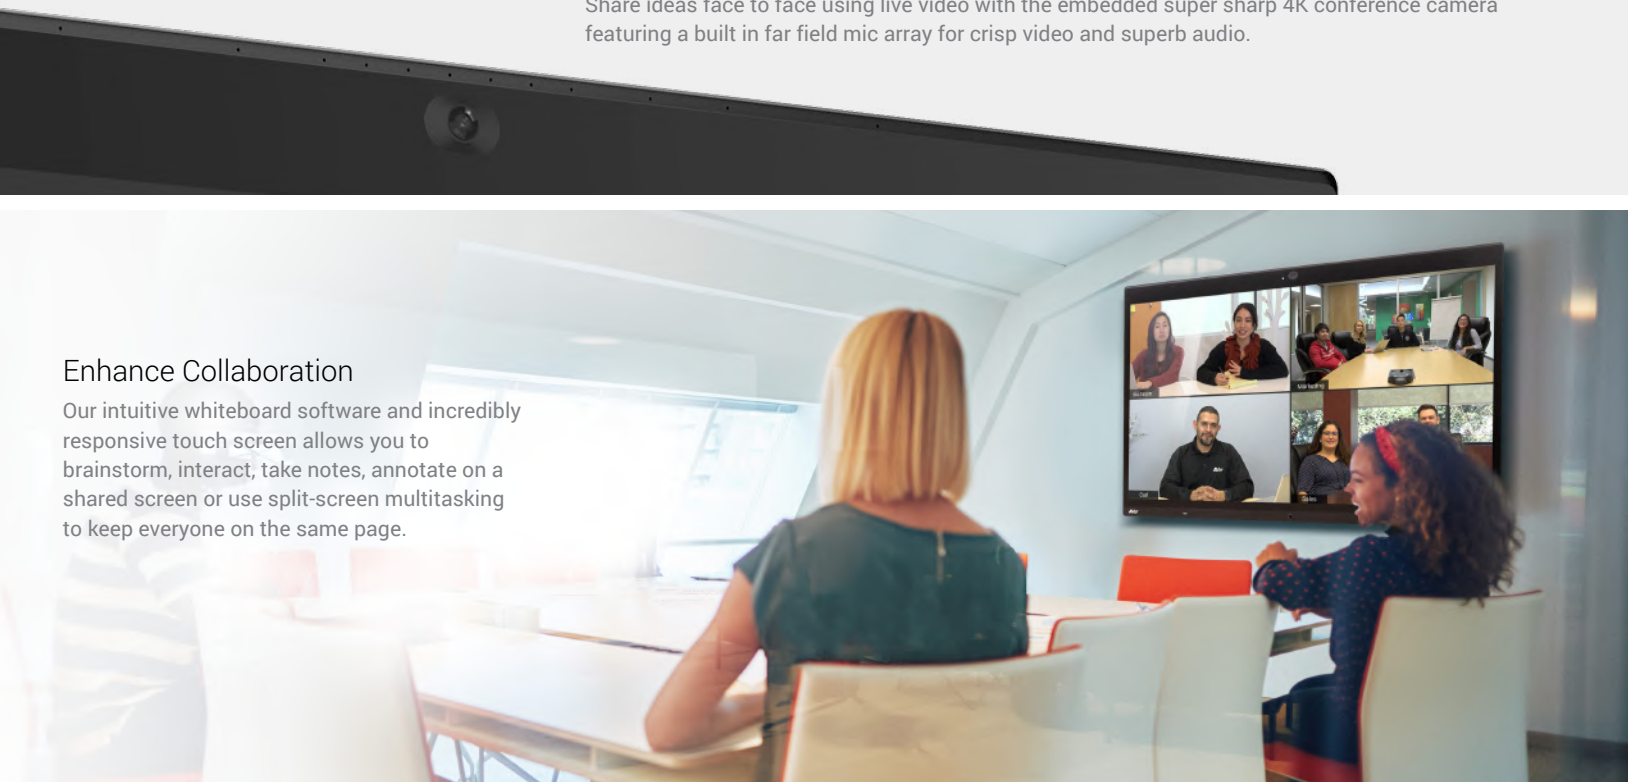 Share ideas face to face using live video with the embedded super sharp 4K conference camera
featuring a built in far field mic array for crisp video and superb audio.
Enhance Collaboration
Our intuitive whiteboard software and incredibly
responsive touch screen allows you to
brainstorm, interact, take notes, annotate on a
shared screen or use split-screen multitasking
to keep everyone on the same page.
Marketing
Sales